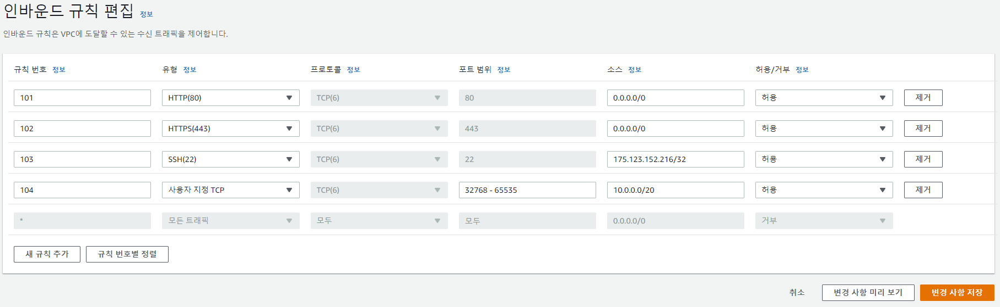 인바운드 규칙 편집 정보
인바운드 규칙은 VPC에 도달할 수 있는 수신 트래픽을 제어합니다.
규칙 번호 정보 유형 정보 프로토콜 정보 포트 범위 정보 소스 정보 허용/거부 정보
101 HTTP(80) TCP(6) 80 0.0.0.0/0 허용 제거
102 HTTPS(443) TCP(6) 443 0.0.0.0/0 허용 제거
103 SSH(22) TCP(6) 22 175.123.152.216/32 허용 제거
104 사용자 지정 TCP TCP(6) 32768 - 65535 10.0.0.0/20 허용 제거
* 모든 트래픽 모두 모두 0.0.0.0/0 거부
새 규칙 추가 규칙 번호별 정렬
취소 변경 사항 미리 보기 변경 사항 저장